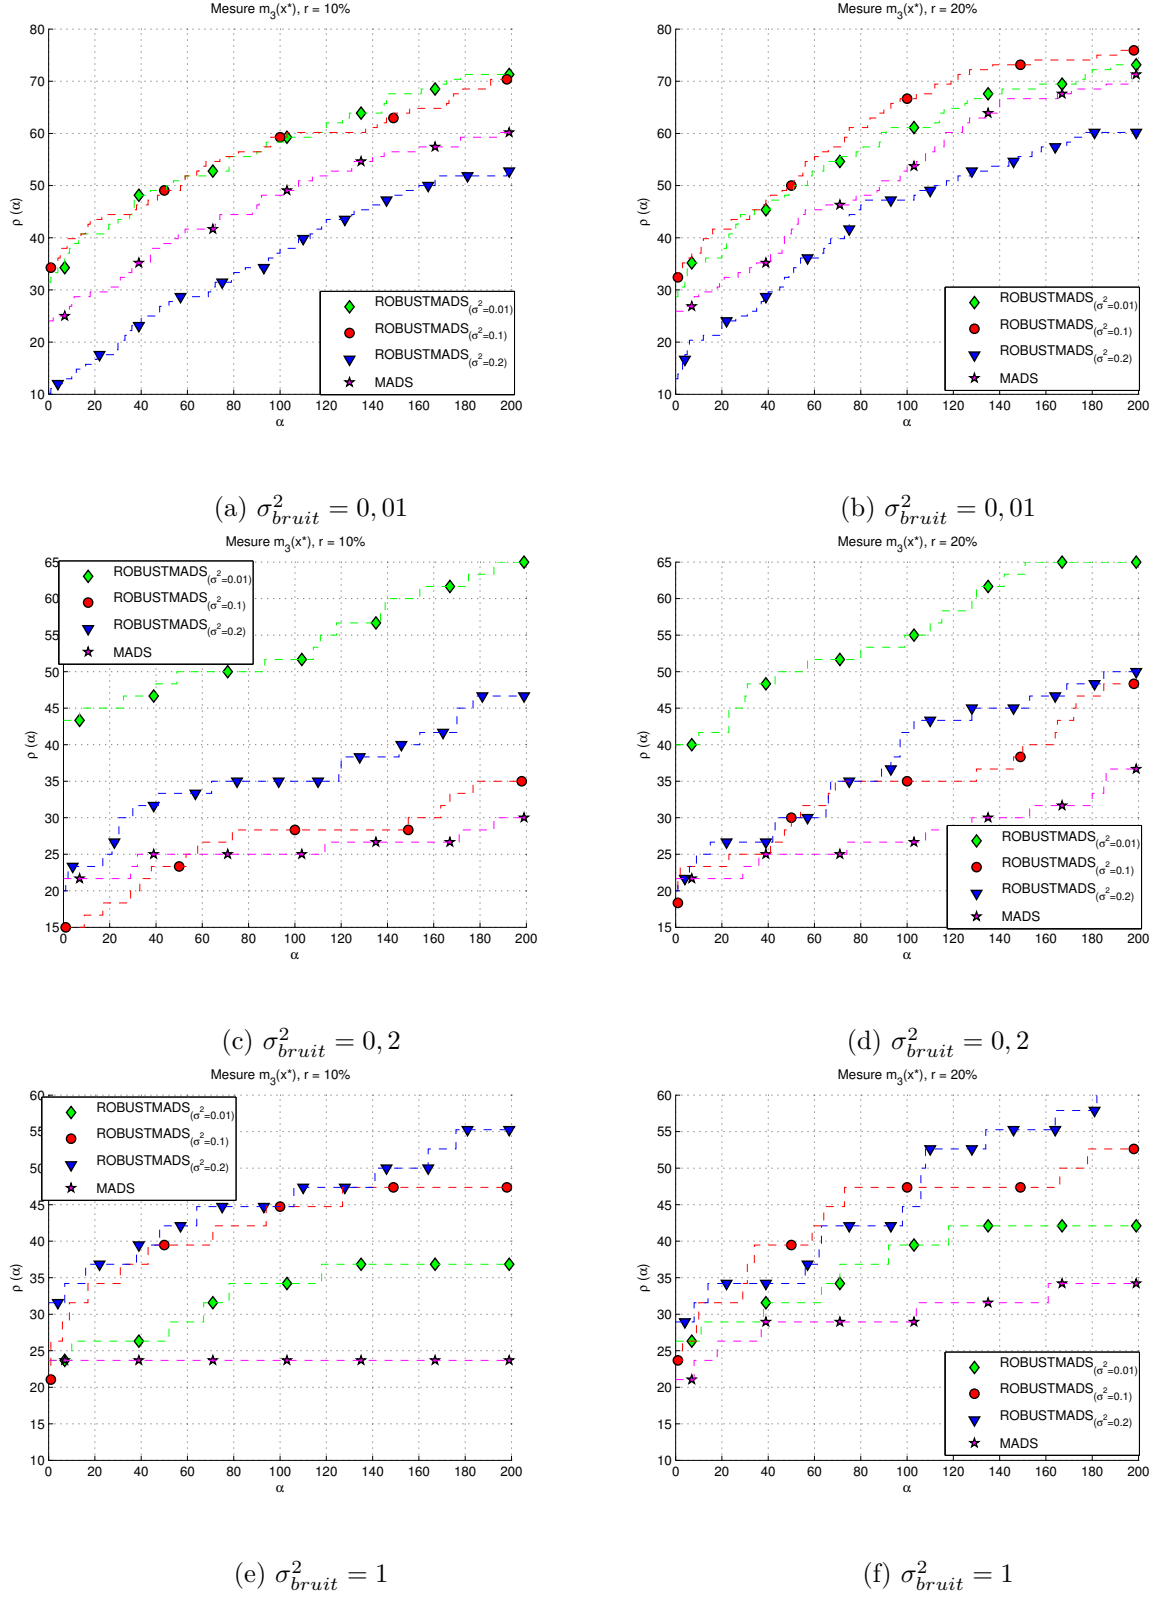 Mesure m₃(x*), r = 10%
80
70
60
50
40
30
20
10
ρ (α)
0 20 40 60 80 100 120 140 160 180 200
α
ROBUSTMADS(σ²=0.01)
ROBUSTMADS(σ²=0.1)
ROBUSTMADS(σ²=0.2)
MADS
(a) σ²bruit = 0, 01
Mesure m₃(x*), r = 20%
80
70
60
50
40
30
20
10
ρ (α)
0 20 40 60 80 100 120 140 160 180 200
α
ROBUSTMADS(σ²=0.01)
ROBUSTMADS(σ²=0.1)
ROBUSTMADS(σ²=0.2)
MADS
(b) σ²bruit = 0, 01
Mesure m₃(x*), r = 10%
65
45
40
35
30
25
20
15
ρ (α)
0 20 40 60 80 100 120 140 160 180 200
α
ROBUSTMADS(σ²=0.01)
ROBUSTMADS(σ²=0.1)
ROBUSTMADS(σ²=0.2)
MADS
(c) σ²bruit = 0, 2
Mesure m₃(x*), r = 20%
65
60
55
50
45
40
35
30
25
20
15
ρ (α)
0 20 40 60 80 100 120 140 160 180 200
α
ROBUSTMADS(σ²=0.01)
ROBUSTMADS(σ²=0.1)
ROBUSTMADS(σ²=0.2)
MADS
(d) σ²bruit = 0, 2
Mesure m₃(x*), r = 10%
45
40
35
30
25
20
15
10
ρ (α)
0 20 40 60 80 100 120 140 160 180 200
α
ROBUSTMADS(σ²=0.01)
ROBUSTMADS(σ²=0.1)
ROBUSTMADS(σ²=0.2)
MADS
(e) σ²bruit = 1
Mesure m₃(x*), r = 20%
60
55
50
45
40
35
30
25
20
15
10
ρ (α)
0 20 40 60 80 100 120 140 160 180 200
α
ROBUSTMADS(σ²=0.01)
ROBUSTMADS(σ²=0.1)
ROBUSTMADS(σ²=0.2)
MADS
(f) σ²bruit = 1